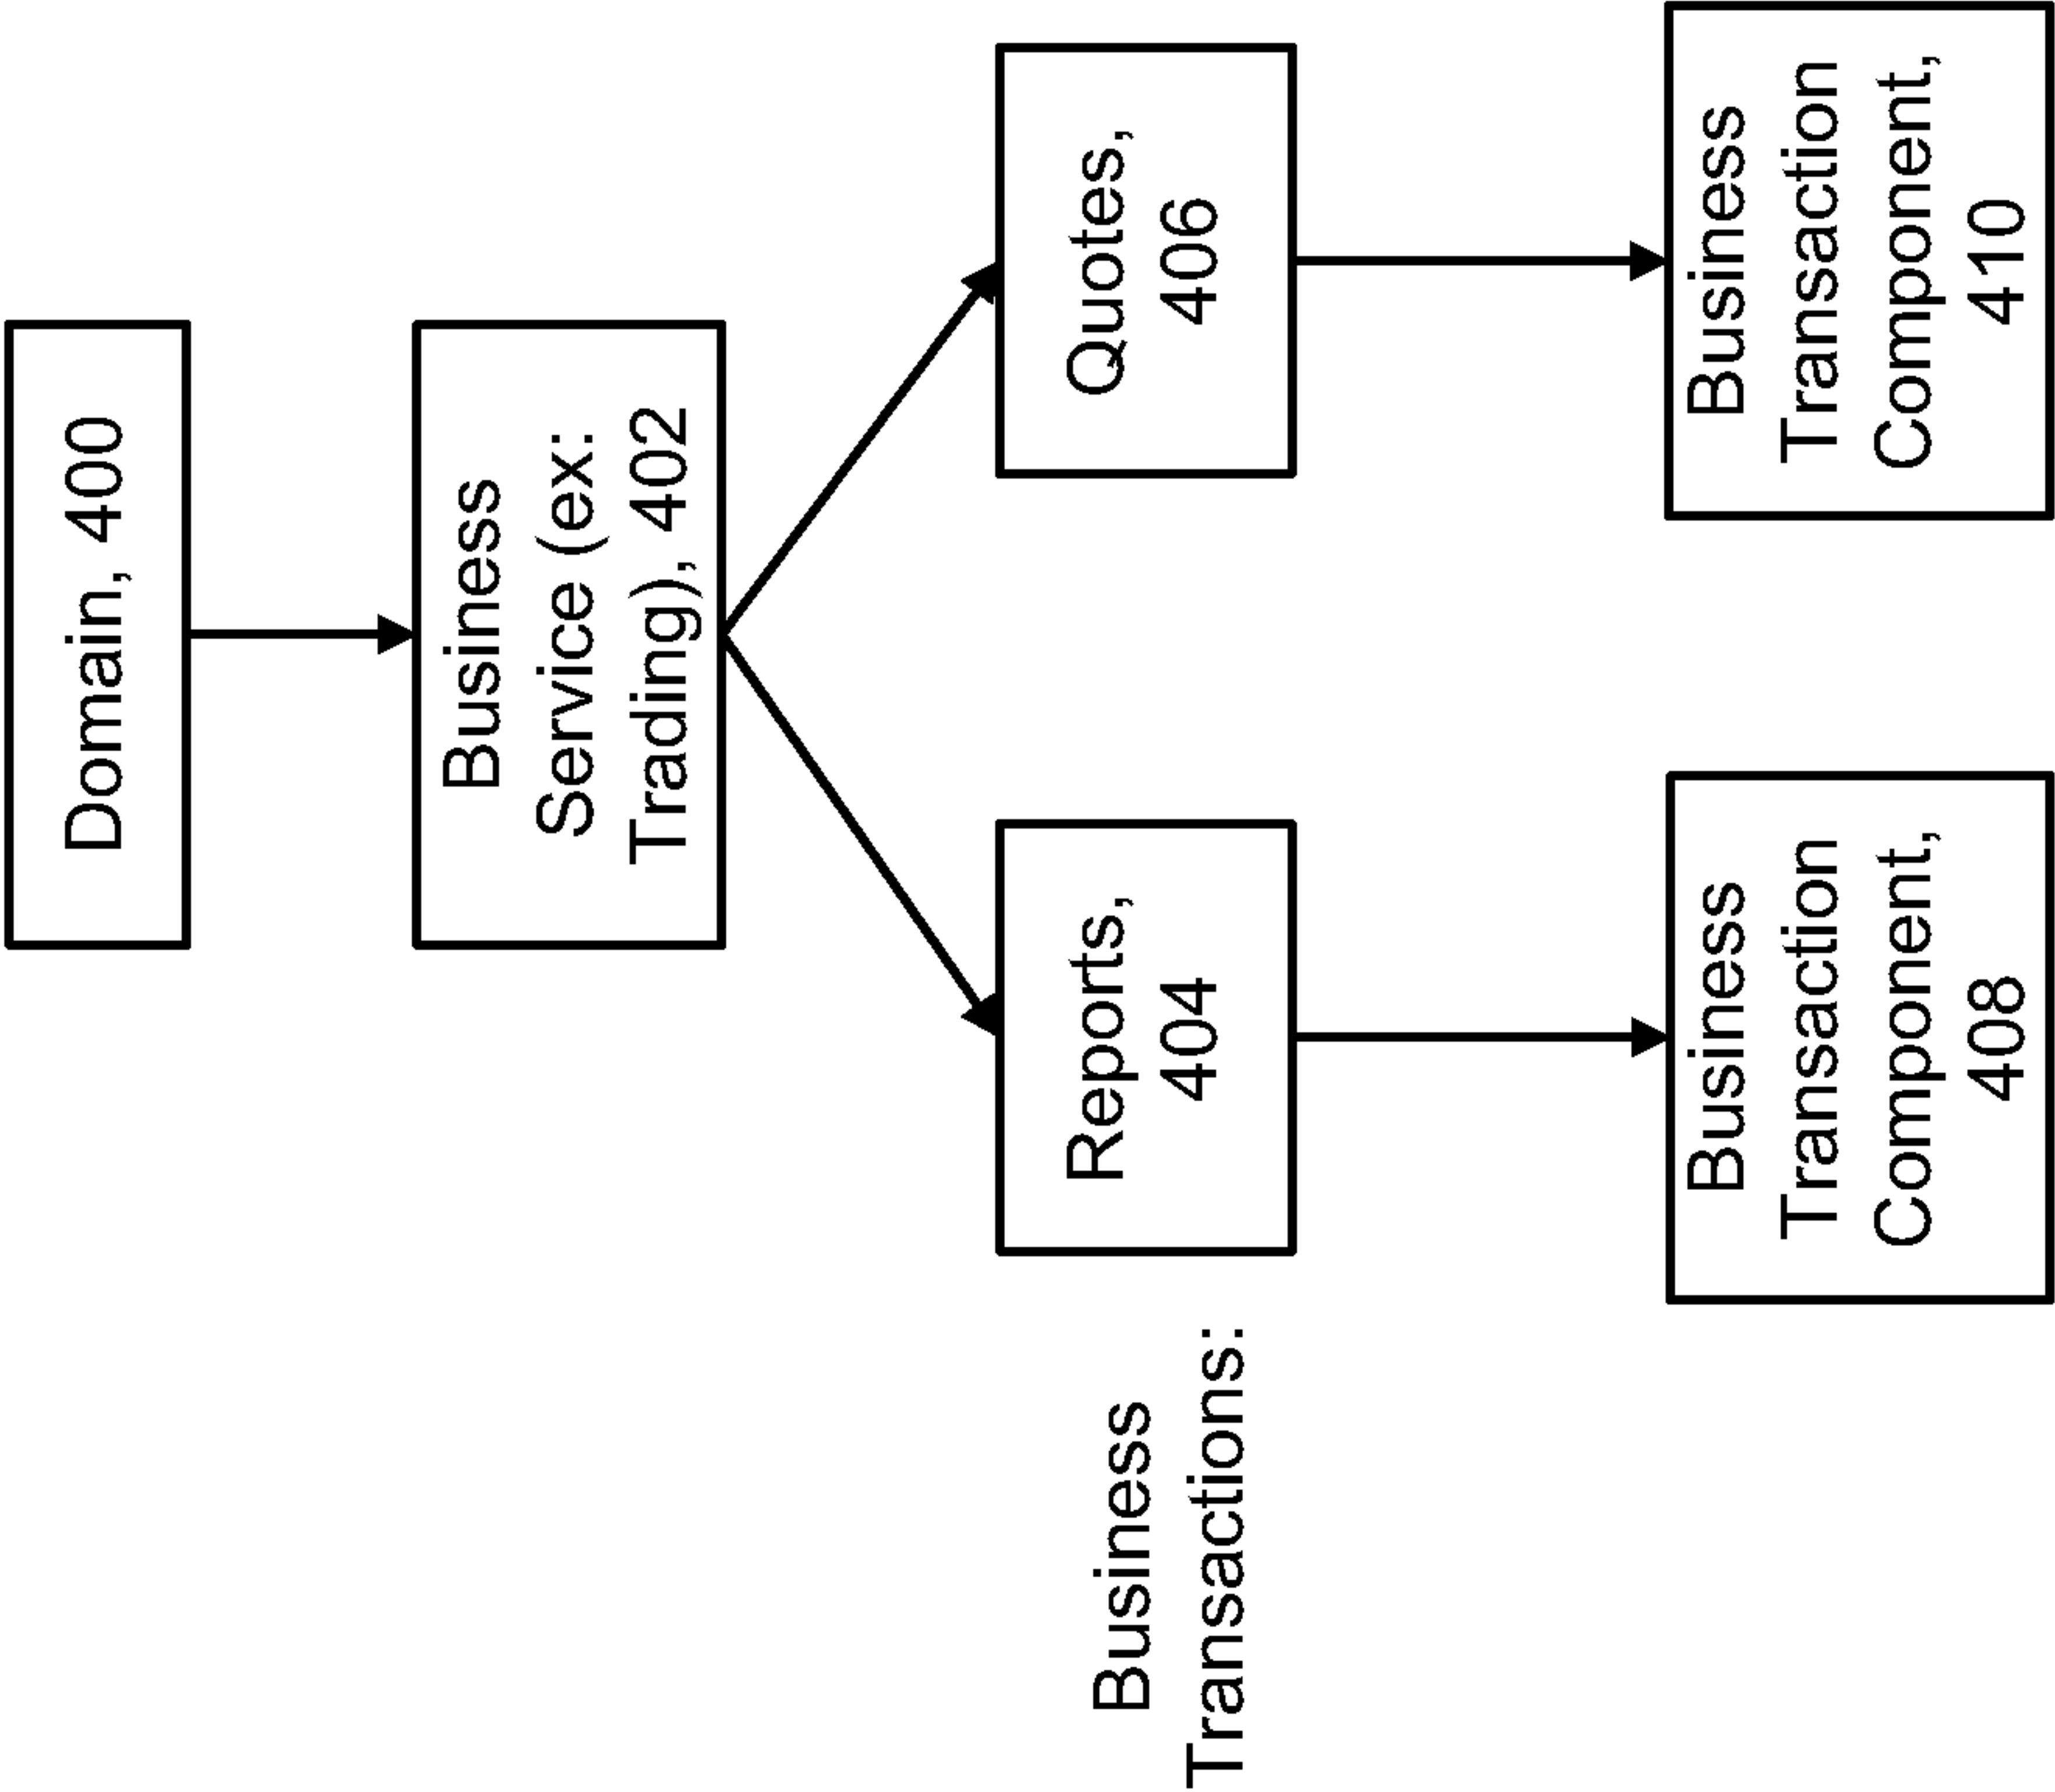 Domain, 400
Business
Service (ex:
Trading), 402
Business
Transactions:
Reports,
404
Quotes,
406
Business
Transaction
Component,
408
Business
Transaction
Component,
410